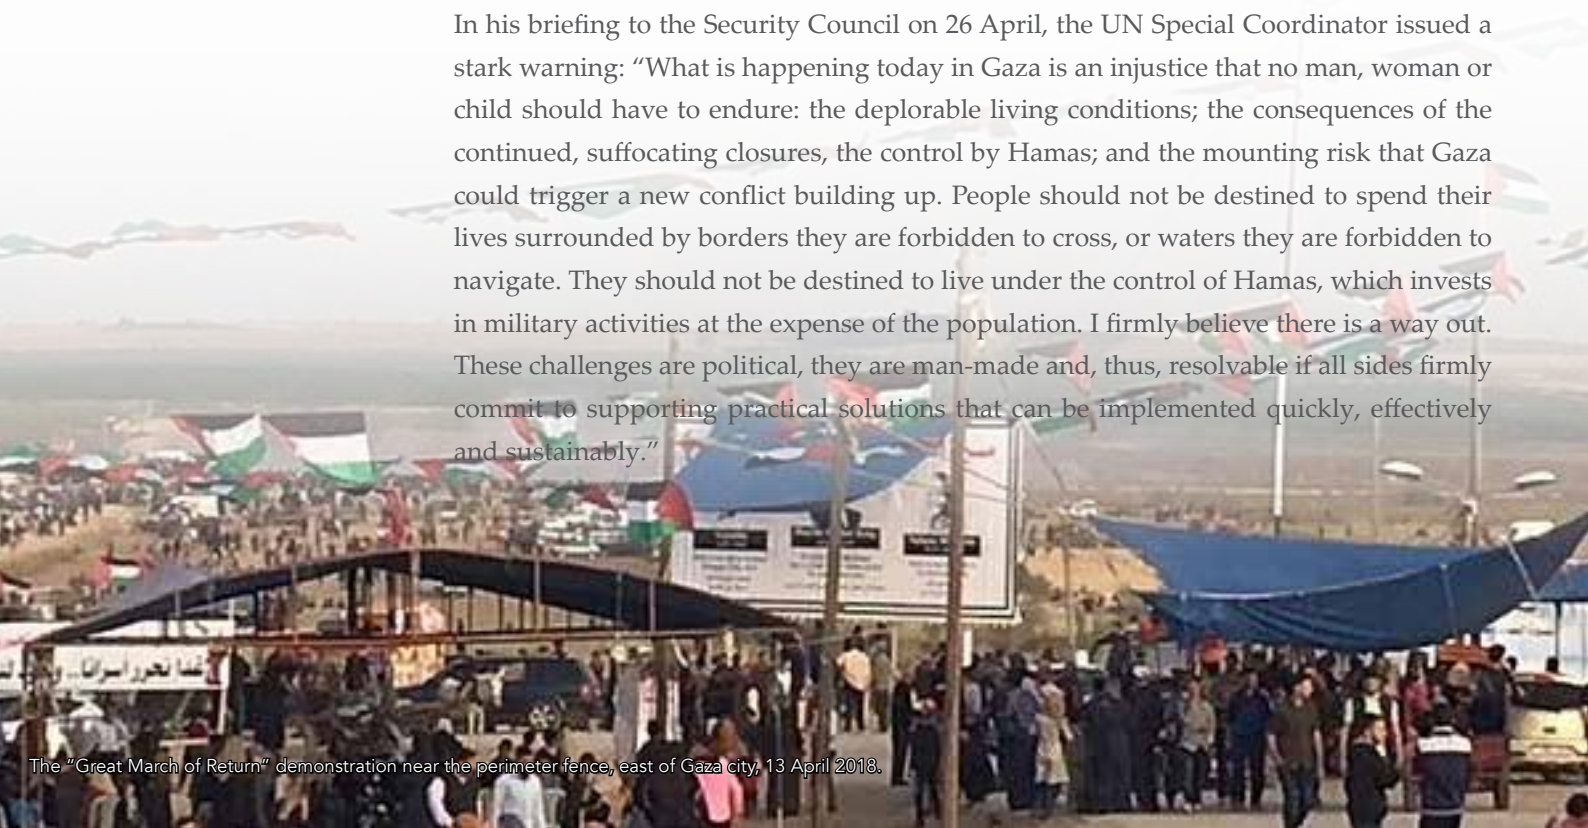 In his briefing to the Security Council on 26 April, the UN Special Coordinator issued a
stark warning: “What is happening today in Gaza is an injustice that no man, woman or
child should have to endure: the deplorable living conditions; the consequences of the
continued, suffocating closures, the control by Hamas; and the mounting risk that Gaza
could trigger a new conflict building up. People should not be destined to spend their
lives surrounded by borders they are forbidden to cross, or waters they are forbidden to
navigate. They should not be destined to live under the control of Hamas, which invests
in military activities at the expense of the population. I firmly believe there is a way out.
These challenges are political, they are man-made and, thus, resolvable if all sides firmly
commit to supporting practical solutions that can be implemented quickly, effectively
and sustainably.”
نحرر أسرانا
The “Great March of Return” demonstration near the perimeter fence, east of Gaza city, 13 April 2018.